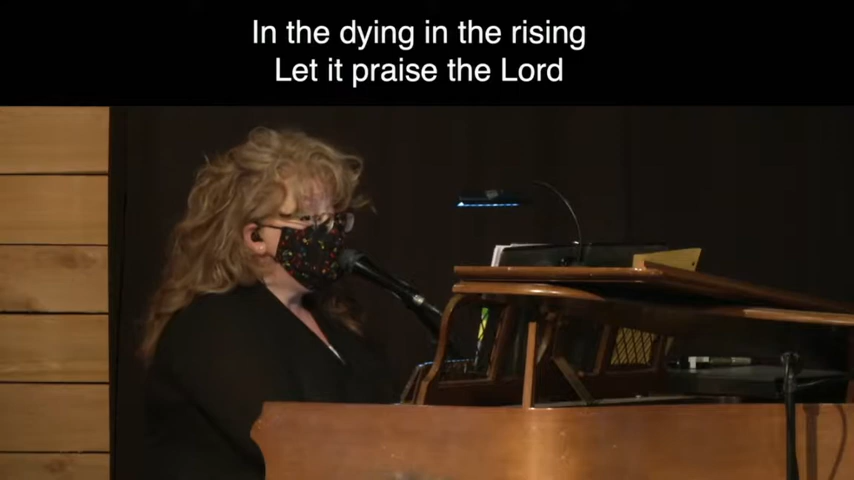 In the dying in the rising
Let it praise the Lord